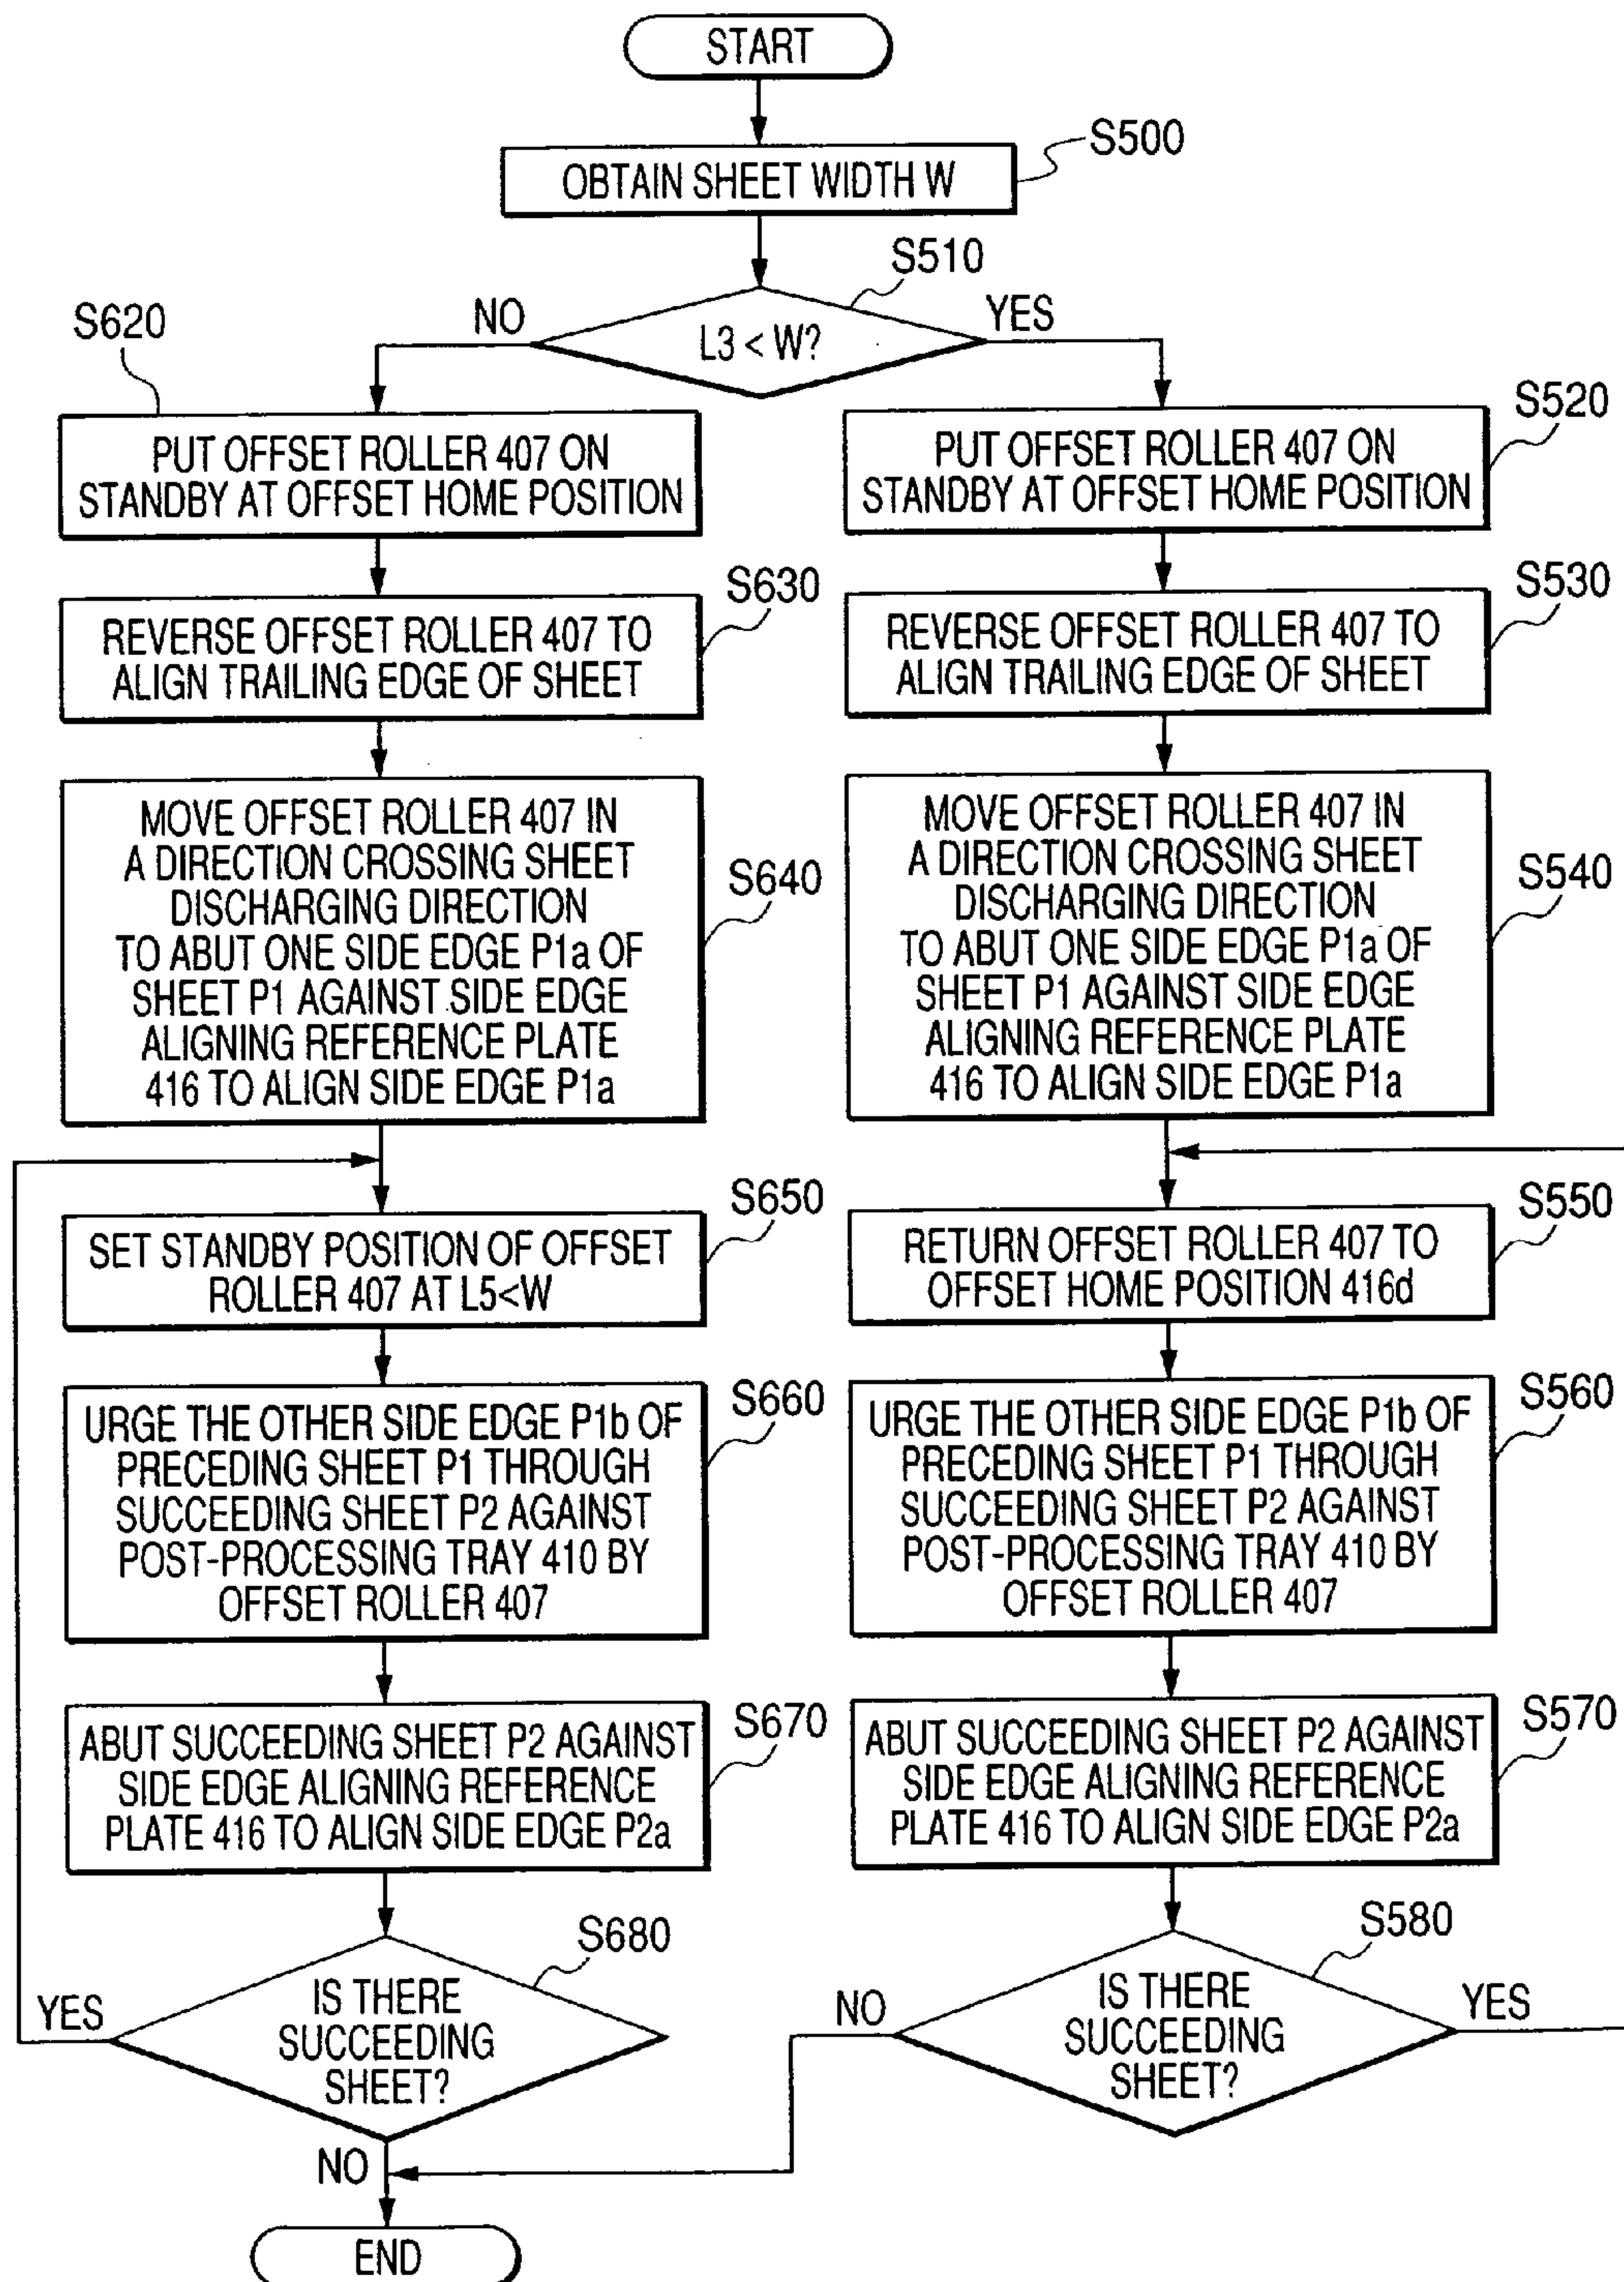 START
OBTAIN SHEET WIDTH W
S500
S510
L3 < W?
NO
YES
S620
PUT OFFSET ROLLER 407 ON
STANDBY AT OFFSET HOME POSITION
S630
REVERSE OFFSET ROLLER 407 TO
ALIGN TRAILING EDGE OF SHEET
S640
MOVE OFFSET ROLLER 407 IN
A DIRECTION CROSSING SHEET
DISCHARGING DIRECTION
TO ABUT ONE SIDE EDGE P1a OF
SHEET P1 AGAINST SIDE EDGE
ALIGNING REFERENCE PLATE
416 TO ALIGN SIDE EDGE P1a
S650
SET STANDBY POSITION OF OFFSET
ROLLER 407 AT L5<W
S660
URGE THE OTHER SIDE EDGE P1b OF
PRECEDING SHEET P1 THROUGH
SUCCEEDING SHEET P2 AGAINST
POST-PROCESSING TRAY 410 BY
OFFSET ROLLER 407
S670
ABUT SUCCEEDING SHEET P2 AGAINST
SIDE EDGE ALIGNING REFERENCE
PLATE 416 TO ALIGN SIDE EDGE P2a
S680
IS THERE
SUCCEEDING
SHEET?
YES
NO
S520
PUT OFFSET ROLLER 407 ON
STANDBY AT OFFSET HOME POSITION
S530
REVERSE OFFSET ROLLER 407 TO
ALIGN TRAILING EDGE OF SHEET
S540
MOVE OFFSET ROLLER 407 IN
A DIRECTION CROSSING SHEET
DISCHARGING DIRECTION
TO ABUT ONE SIDE EDGE P1a OF
SHEET P1 AGAINST SIDE EDGE
ALIGNING REFERENCE PLATE
416 TO ALIGN SIDE EDGE P1a
S550
RETURN OFFSET ROLLER 407 TO
OFFSET HOME POSITION 416d
S560
URGE THE OTHER SIDE EDGE P1b OF
PRECEDING SHEET P1 THROUGH
SUCCEEDING SHEET P2 AGAINST
POST-PROCESSING TRAY 410 BY
OFFSET ROLLER 407
S570
ABUT SUCCEEDING SHEET P2 AGAINST
SIDE EDGE ALIGNING REFERENCE
PLATE 416 TO ALIGN SIDE EDGE P2a
S580
IS THERE
SUCCEEDING
SHEET?
NO
YES
END